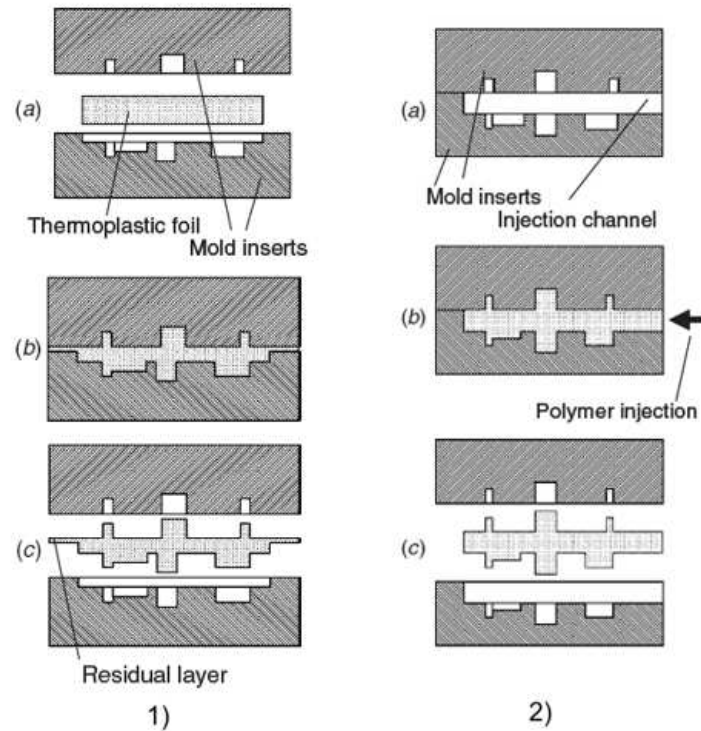 (a)
Thermoplastic foil
Mold inserts
(b)
(c)
Residual layer
1)
(a)
Mold inserts
Injection channel
(b)
Polymer injection
(c)
2)